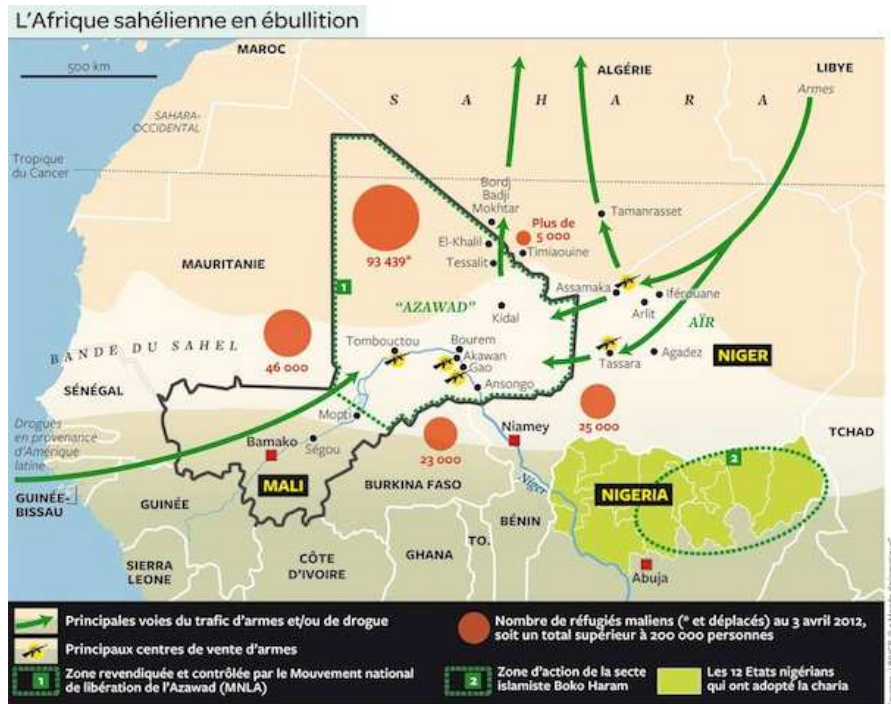 L'Afrique sahélienne en ébullition
MAROC
500 km
ALGÉRIE
LIBYE
Armes
S A H A R A
SAHARA-
OCCIDENTAL
Tropique
du Cancer
Bordj
Badji
Mokhtar
Tamanrasset
Plus de
5 000
93 439*
El-Khalil
Timiaouine
Tessalit
MAURITANIE
1
Assamaka
Iférouane
"AZAWAD"
Arlit
Kidal
AÏR
BANDE DU SAHEL
Tombouctou
Bourem
Akawan
Gao
NIGER
46 000
Tassara
Agadez
SÉNÉGAL
Ansongo
Mopti
25 000
Niamey
TCHAD
Drogues
en provenance
d'Amérique
latine
Bamako
Ségou
23 000
2
MALI
Niger
NIGERIA
GUINÉE-
BISSAU
GUINÉE
BURKINA FASO
BÉNIN
SIERRA
LEONE
CÔTE
D'IVOIRE
GHANA
TO.
Abuja
Principales voies du trafic d'armes et/ou de drogue
Principaux centres de vente d'armes
1
Zone revendiquée et contrôlée par le Mouvement national
de libération de l'Azawad (MNLA)
Nombre de réfugiés maliens (* et déplacés) au 3 avril 2012,
soit un total supérieur à 200 000 personnes
2
Zone d'action de la secte
islamiste Boko Haram
Les 12 Etats nigérians
qui ont adopté la charia